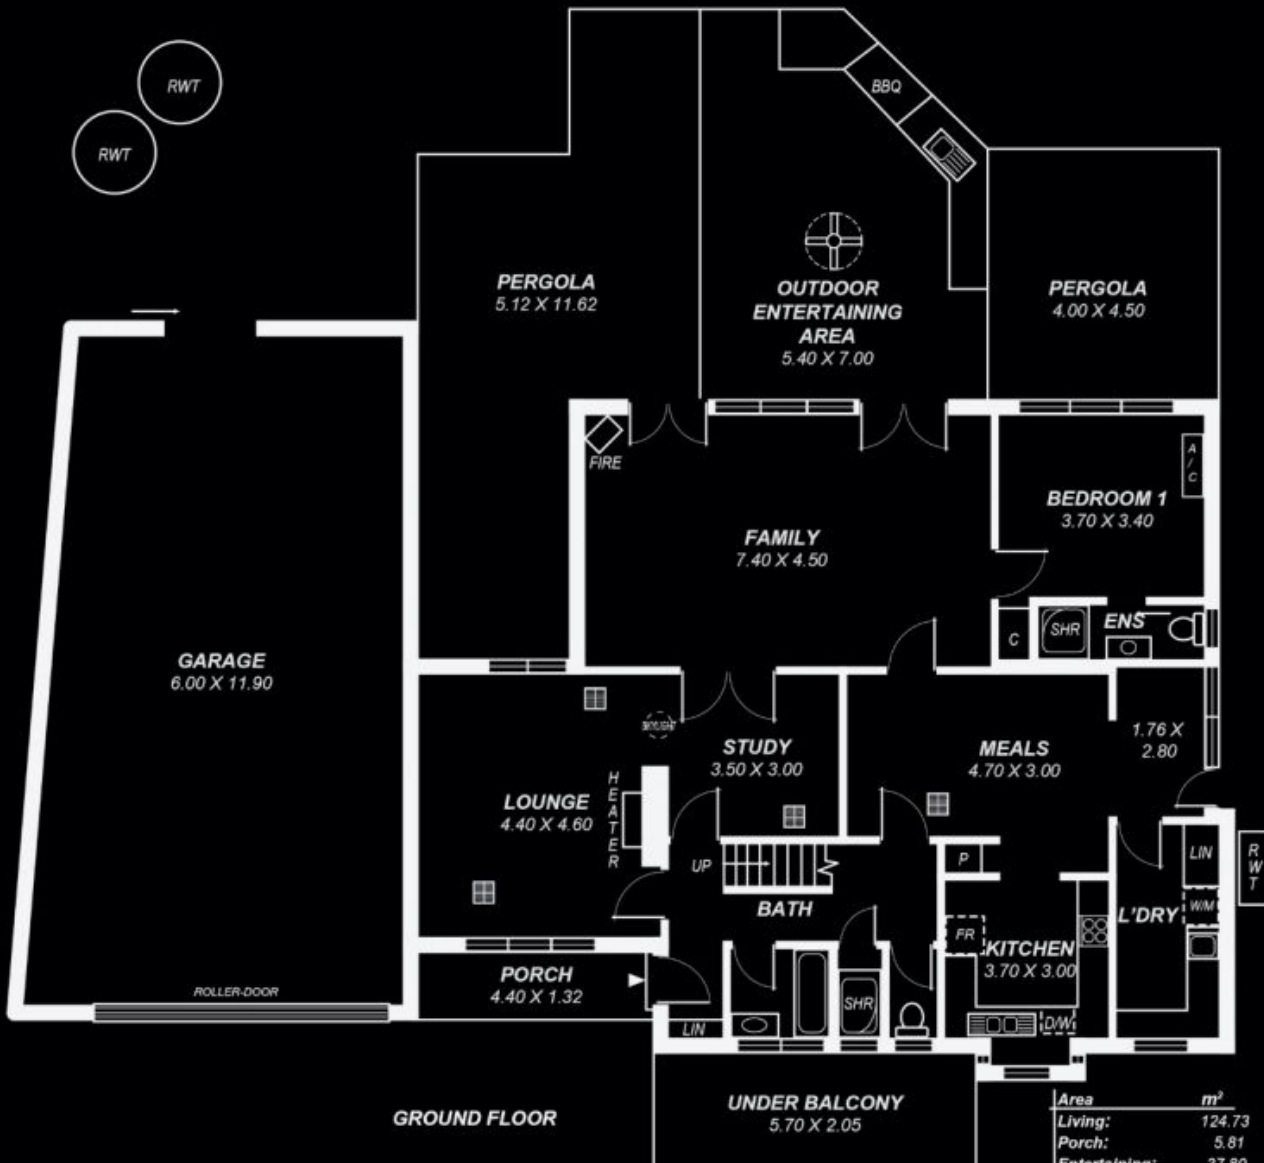 RWT
RWT
BBQ
PERGOLA
5.12 X 11.62
OUTDOOR
ENTERTAINING
AREA
5.40 X 7.00
PERGOLA
4.00 X 4.50
FIRE
A/C
BEDROOM 1
3.70 X 3.40
FAMILY
7.40 X 4.50
C
SHR
ENS
GARAGE
6.00 X 11.90
SKYLIGHT
STUDY
3.50 X 3.00
MEALS
4.70 X 3.00
1.76 X
2.80
LOUNGE
4.40 X 4.60
HEATER
UP
P
LIN
RWT
BATH
W/M
L'DRY
FR
KITCHEN
3.70 X 3.00
PORCH
4.40 X 1.32
ROLLER-DOOR
SHR
LIN
D/W
GROUND FLOOR
UNDER BALCONY
5.70 X 2.05
Area m²
Living: 124.73
Porch: 5.81
Entertaining: 37.80